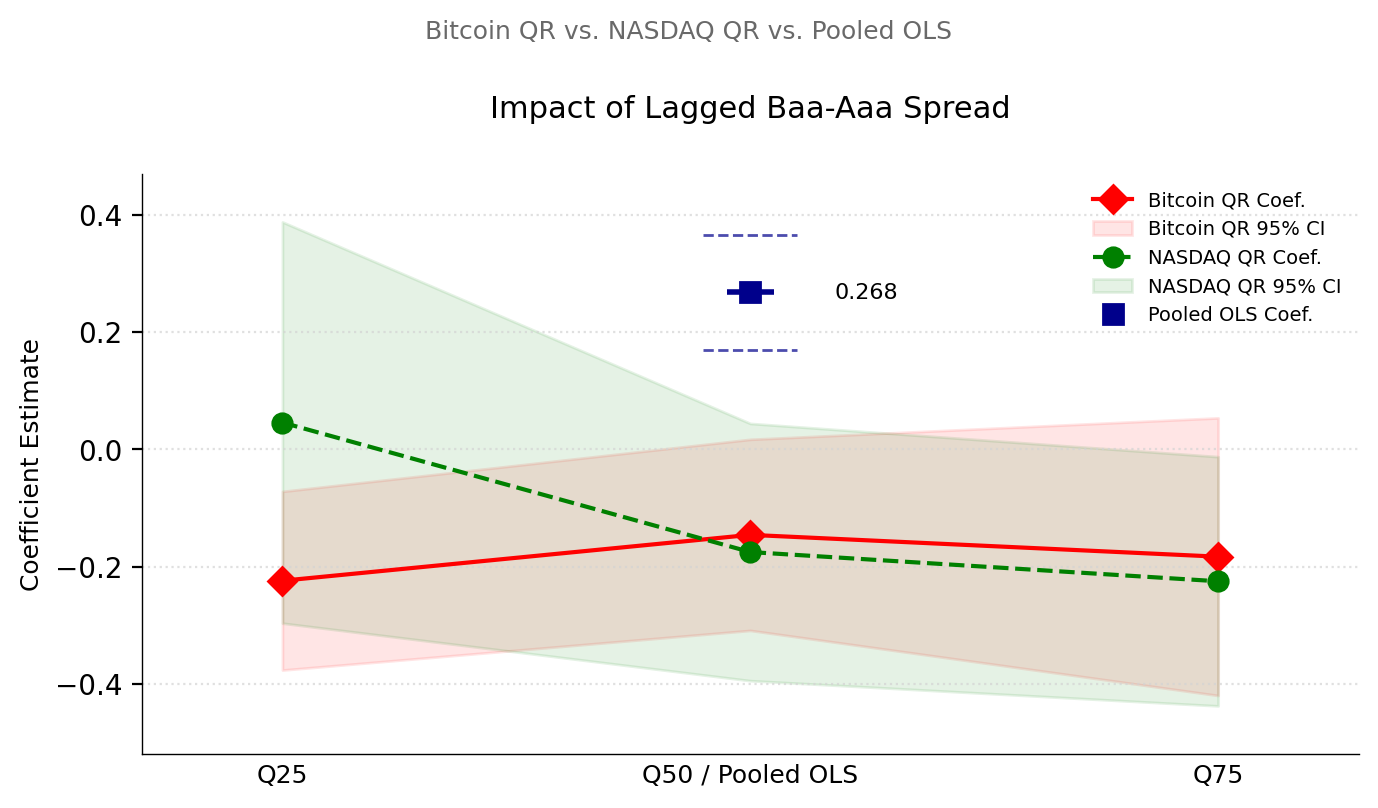 Bitcoin QR vs. NASDAQ QR vs. Pooled OLS
Impact of Lagged Baa-Aaa Spread
Coefficient Estimate
0.4
0.2
0.0
−0.2
−0.4
0.268
Bitcoin QR Coef.
Bitcoin QR 95% CI
NASDAQ QR Coef.
NASDAQ QR 95% CI
Pooled OLS Coef.
Q25
Q50 / Pooled OLS
Q75